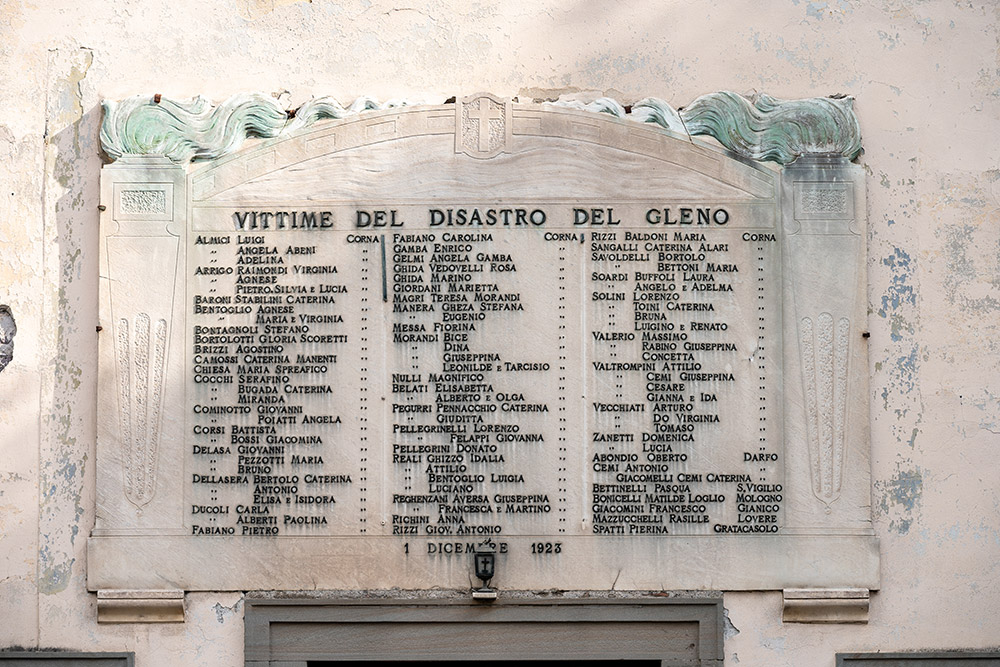 VITTIME DEL DISASTRO DEL GLENO
ALMICI LUIGI CORNA
„ ANGELA ABENI „
„ ADELINA „
ARRIGO RAIMONDI VIRGINIA „
„ AGNESE „
„ PIETRO.SILVIA E LUCIA „
BARONI STABILINI CATERINA „
BENTOGLIO AGNESE „
„ MARIA E VIRGINIA „
BONTAGNOLI STEFANO „
BORTOLOTTI GLORIA SCORETTI „
BRIZZI AGOSTINO „
CAMOSSI CATERINA MANENTI „
CHIESA MARIA SPREAFICO „
COCCHI SERAFINO „
„ BUGADA CATERINA „
„ MIRANDA „
COMINOTTO GIOVANNI „
„ POIATTI ANGELA „
CORSI BATTISTA „
„ BOSSI GIACOMINA „
DELASA GIOVANNI „
„ PEZZOTTI MARIA „
„ BRUNO „
DELLASERA BERTOLO CATERINA „
„ ANTONIO „
„ ELISA E ISIDORA „
DUCOLI CARLA „
„ ALBERTI PAOLINA „
FABIANO PIETRO „
FABIANO CAROLINA CORNA
GAMBA ENRICO „
GELMI ANGELA GAMBA „
GHIDA VEDOVELLI ROSA „
GHIDA MARINO „
GIORDANI MARIETTA „
MAGRI TERESA MORANDI „
MANERA GHEZA STEFANA „
„ EUGENIO „
MESSA FIORINA „
MORANDI BICE „
„ DINA „
„ GIUSEPPINA „
„ LEONILDE E TARCISIO „
NULLI MAGNIFICO „
BELATI ELISABETTA „
„ ALBERTO E OLGA „
PEGURRI PENNACCHIO CATERINA „
„ GIUDITTA „
PELLEGRINELLI LORENZO „
„ FELAPPI GIOVANNA „
PELLEGRINI DONATO „
REALI GHIZZO IDALIA „
„ ATTILIO „
„ BENTOGLIO LUIGIA „
„ LUCIANO „
REGHENZANI AVERSA GIUSEPPINA „
„ FRANCESCA E MARTINO „
RICHINI ANNA „
RIZZI GIOV. ANTONIO „
RIZZI BALDONI MARIA CORNA
SANGALLI CATERINA ALARI „
SAVOLDELLI BORTOLO „
„ BETTONI MARIA „
SOARDI BUFFOLI LAURA „
„ ANGELO E ADELMA „
SOLINI LORENZO „
„ TOINI CATERINA „
„ BRUNA „
„ LUIGINO E RENATO „
VALERIO MASSIMO „
„ RABINO GIUSEPPINA „
„ CONCETTA „
VALTROMPINI ATTILIO „
„ CEMI GIUSEPPINA „
„ CESARE „
„ GIANNA E IDA „
VECCHIATI ARTURO „
„ DO VIRGINIA „
„ TOMASO „
ZANETTI DOMENICA „
„ LUCIA „
ABONDIO OBERTO DARFO
CEMI ANTONIO „
„ GIACOMELLI CEMI CATERINA „
BETTINELLI PASQUA S.VIGILIO
BONICELLI MATILDE LOGLIO MOLOGNO
GIACOMINI FRANCESCO GIANICO
MAZZUCCHELLI RASILLE LOVERE
SPATTI PIERINA GRATACASOLO
1 DICEMBRE 1923